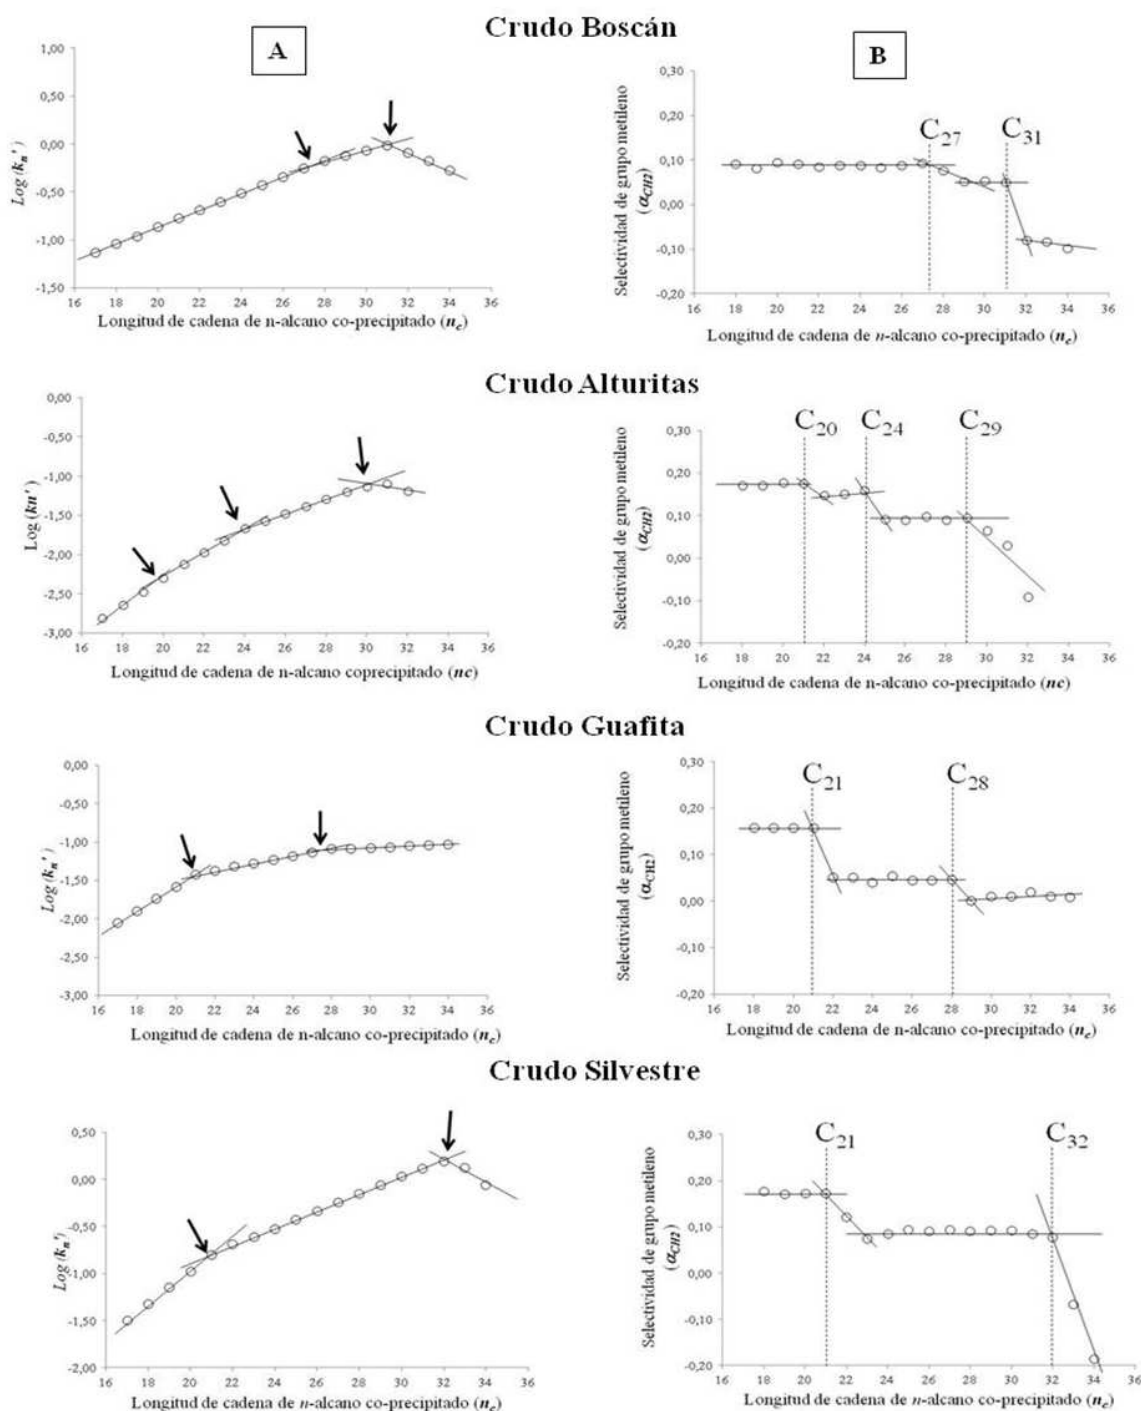 Crudo Boscán
A
1,00
0,50
0,00
-0,50
-1,00
-1,50
Log (kn')
16 18 20 22 24 26 28 30 32 34 36
Longitud de cadena de n-alcano co-precipitado (nc)
B
0,30
0,20
0,10
0,00
-0,10
-0,20
Selectividad de grupo metileno
(αCH2)
C27 C31
16 18 20 22 24 26 28 30 32 34 36
Longitud de cadena de n-alcano co-precipitado (nc)
Crudo Alturitas
0,00
-0,50
-1,00
-1,50
-2,00
-2,50
-3,00
Log (kn')
16 18 20 22 24 26 28 30 32 34 36
Longitud de cadena de n-alcano coprecipitado (nc)
0,30
0,20
0,10
0,00
-0,10
-0,20
Selectividad de grupo metileno
(αCH2)
C20 C24 C29
16 18 20 22 24 26 28 30 32 34 36
Longitud de cadena de n-alcano co-precipitado (nc)
Crudo Guafita
0,00
-0,50
-1,00
-1,50
-2,00
-2,50
-3,00
Log (kn')
16 18 20 22 24 26 28 30 32 34 36
Longitud de cadena de n-alcano co-precipitado (nc)
0,30
0,20
0,10
0,00
-0,10
-0,20
Selectividad de grupo metileno
(αCH2)
C21 C28
16 18 20 22 24 26 28 30 32 34 36
Longitud de cadena de n-alcano co-precipitado (nc)
Crudo Silvestre
0,50
0,00
-0,50
-1,00
-1,50
-2,00
Log (kn')
16 18 20 22 24 26 28 30 32 34 36
Longitud de cadena de n-alcano co-precipitado (nc)
0,30
0,20
0,10
0,00
-0,10
-0,20
Selectividad de grupo metileno
(αCH2)
C21 C32
16 18 20 22 24 26 28 30 32 34 36
Longitud de cadena de n-alcano co-precipitado (nc)